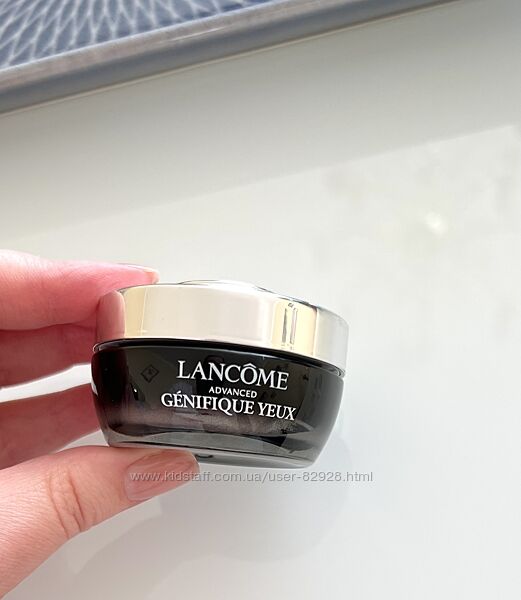 LANCÔME
ADVANCED
GÉNIFIQUE YEUX
www.kidstaff.com.ua/user-82928.html